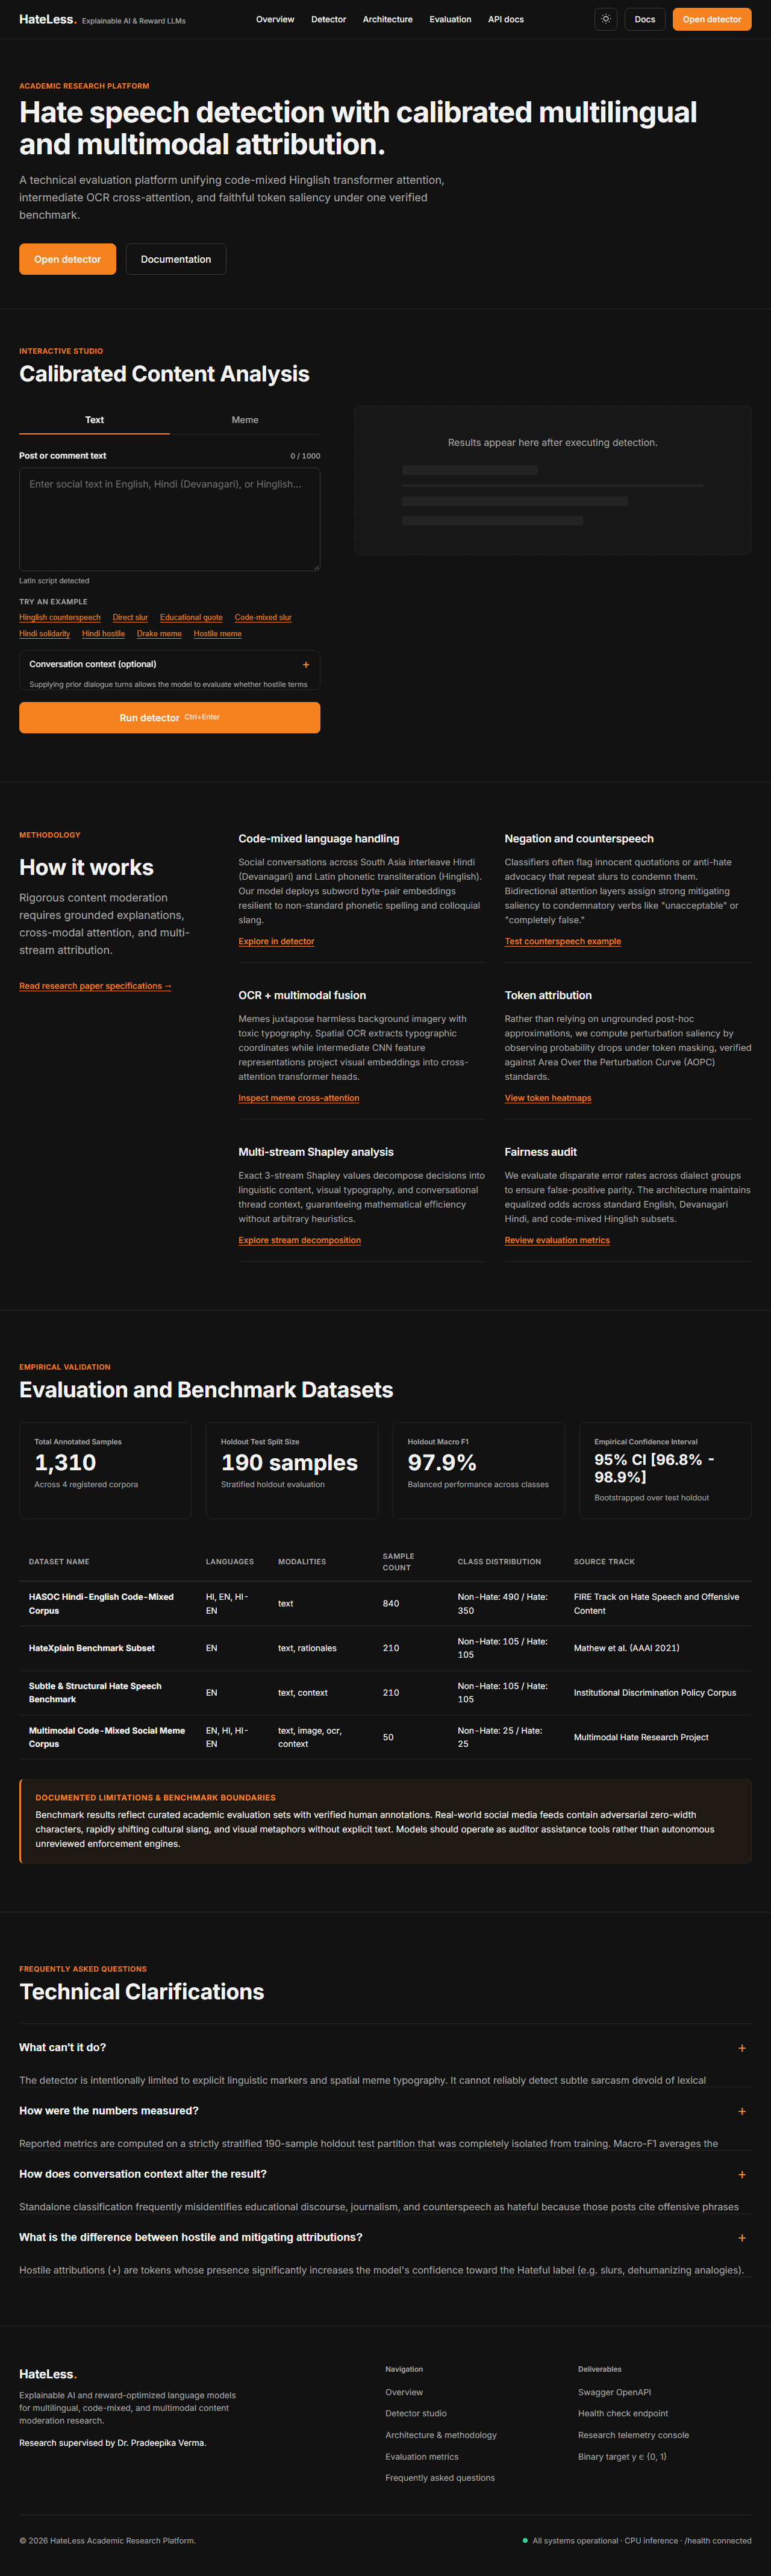 HateLess. Explainable AI & Reward LLMs
Overview Detector Architecture Evaluation API docs
Docs Open detector
ACADEMIC RESEARCH PLATFORM
Hate speech detection with calibrated multilingual
and multimodal attribution.
A technical evaluation platform unifying code-mixed Hinglish transformer attention,
intermediate OCR cross-attention, and faithful token saliency under one verified
benchmark.
Open detector Documentation
INTERACTIVE STUDIO
Calibrated Content Analysis
Text Meme
Post or comment text 0 / 1000
Enter social text in English, Hindi (Devanagari), or Hinglish...
Latin script detected
Results appear here after executing detection.
TRY AN EXAMPLE
Hinglish counterspeech Direct slur Educational quote Code-mixed slur
Hindi solidarity Hindi hostile Drake meme Hostile meme
Conversation context (optional) +
Supplying prior dialogue turns allows the model to evaluate whether hostile terms
Run detector Ctrl+Enter
METHODOLOGY
How it works
Rigorous content moderation
requires grounded explanations,
cross-modal attention, and multi-
stream attribution.
Read research paper specifications →
Code-mixed language handling
Social conversations across South Asia interleave Hindi
(Devanagari) and Latin phonetic transliteration (Hinglish).
Our model deploys subword byte-pair embeddings
resilient to non-standard phonetic spelling and colloquial
slang.
Explore in detector
Negation and counterspeech
Classifiers often flag innocent quotations or anti-hate
advocacy that repeat slurs to condemn them.
Bidirectional attention layers assign strong mitigating
saliency to condemnatory verbs like "unacceptable" or
"completely false."
Test counterspeech example
OCR + multimodal fusion
Memes juxtapose harmless background imagery with
toxic typography. Spatial OCR extracts typographic
coordinates while intermediate CNN feature
representations project visual embeddings into cross-
attention transformer heads.
Inspect meme cross-attention
Token attribution
Rather than relying on ungrounded post-hoc
approximations, we compute perturbation saliency by
observing probability drops under token masking, verified
against Area Over the Perturbation Curve (AOPC)
standards.
View token heatmaps
Multi-stream Shapley analysis
Exact 3-stream Shapley values decompose decisions into
linguistic content, visual typography, and conversational
thread context, guaranteeing mathematical efficiency
without arbitrary heuristics.
Explore stream decomposition
Fairness audit
We evaluate disparate error rates across dialect groups
to ensure false-positive parity. The architecture maintains
equalized odds across standard English, Devanagari
Hindi, and code-mixed Hinglish subsets.
Review evaluation metrics
EMPIRICAL VALIDATION
Evaluation and Benchmark Datasets
Total Annotated Samples
1,310
Across 4 registered corpora
Holdout Test Split Size
190 samples
Stratified holdout evaluation
Holdout Macro F1
97.9%
Balanced performance across classes
Empirical Confidence Interval
95% CI [96.8% -
98.9%]
Bootstrapped over test holdout
DATASET NAME LANGUAGES MODALITIES SAMPLE COUNT CLASS DISTRIBUTION SOURCE TRACK
HASOC Hindi-English Code-Mixed Corpus HI, EN, HI-EN text 840 Non-Hate: 490 / Hate: 350 FIRE Track on Hate Speech and Offensive Content
HateXplain Benchmark Subset EN text, rationales 210 Non-Hate: 105 / Hate: 105 Mathew et al. (AAAI 2021)
Subtle & Structural Hate Speech Benchmark EN text, context 210 Non-Hate: 105 / Hate: 105 Institutional Discrimination Policy Corpus
Multimodal Code-Mixed Social Meme Corpus EN, HI, HI-EN text, image, ocr, context 50 Non-Hate: 25 / Hate: 25 Multimodal Hate Research Project
DOCUMENTED LIMITATIONS & BENCHMARK BOUNDARIES
Benchmark results reflect curated academic evaluation sets with verified human annotations. Real-world social media feeds contain adversarial zero-width
characters, rapidly shifting cultural slang, and visual metaphors without explicit text. Models should operate as auditor assistance tools rather than autonomous
unreviewed enforcement engines.
FREQUENTLY ASKED QUESTIONS
Technical Clarifications
What can't it do? +
The detector is intentionally limited to explicit linguistic markers and spatial meme typography. It cannot reliably detect subtle sarcasm devoid of lexical
How were the numbers measured? +
Reported metrics are computed on a strictly stratified 190-sample holdout test partition that was completely isolated from training. Macro-F1 averages the
How does conversation context alter the result? +
Standalone classification frequently misidentifies educational discourse, journalism, and counterspeech as hateful because those posts cite offensive phrases
What is the difference between hostile and mitigating attributions? +
Hostile attributions (+) are tokens whose presence significantly increases the model's confidence toward the Hateful label (e.g. slurs, dehumanizing analogies).
HateLess.
Explainable AI and reward-optimized language models
for multilingual, code-mixed, and multimodal content
moderation research.
Research supervised by Dr. Pradeepika Verma.
Navigation
Overview
Detector studio
Architecture & methodology
Evaluation metrics
Frequently asked questions
Deliverables
Swagger OpenAPI
Health check endpoint
Research telemetry console
Binary target y ∈ {0, 1}
© 2026 HateLess Academic Research Platform.
All systems operational · CPU inference · /health connected